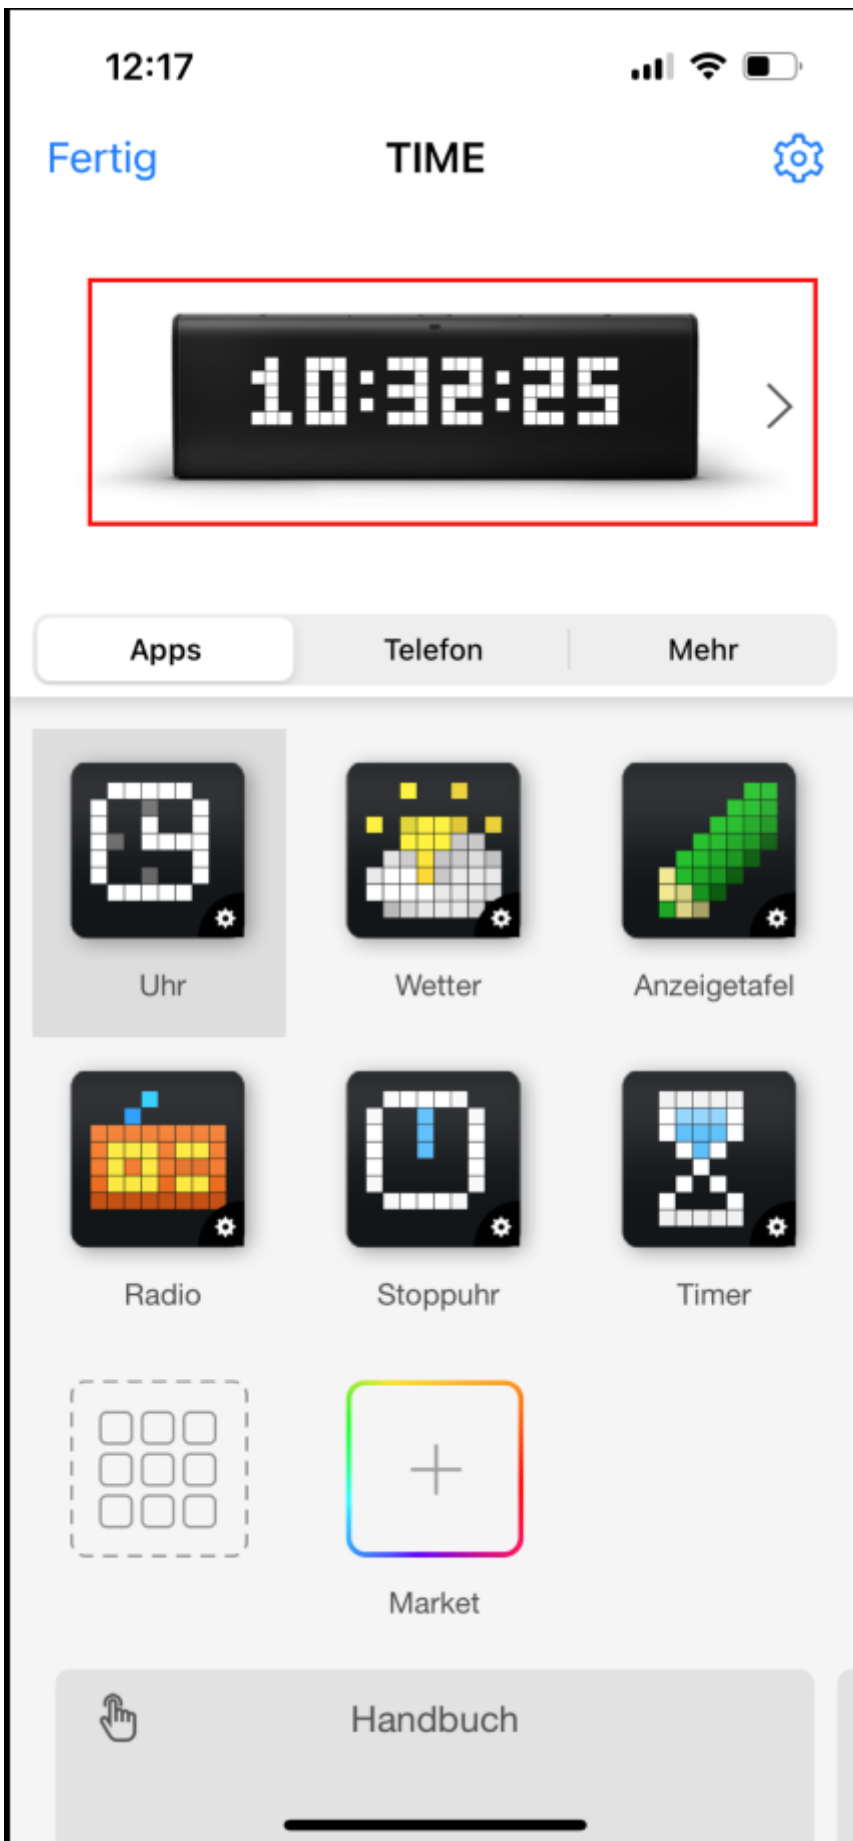 12:17
Fertig TIME
10:32:25
Apps Telefon Mehr
Uhr Wetter Anzeigetafel
Radio Stoppuhr Timer
Market
Handbuch